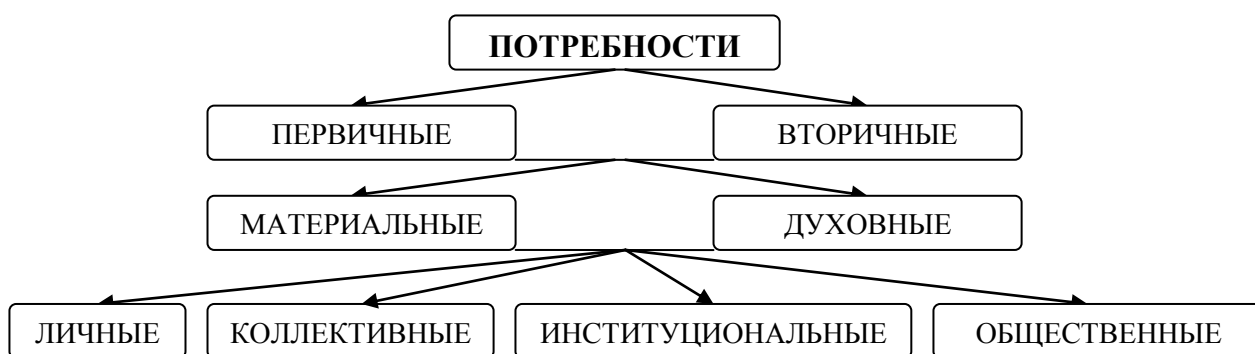 ПОТРЕБНОСТИ
ПЕРВИЧНЫЕ ВТОРИЧНЫЕ
МАТЕРИАЛЬНЫЕ ДУХОВНЫЕ
ЛИЧНЫЕ КОЛЛЕКТИВНЫЕ ИНСТИТУЦИОНАЛЬНЫЕ ОБЩЕСТВЕННЫЕ